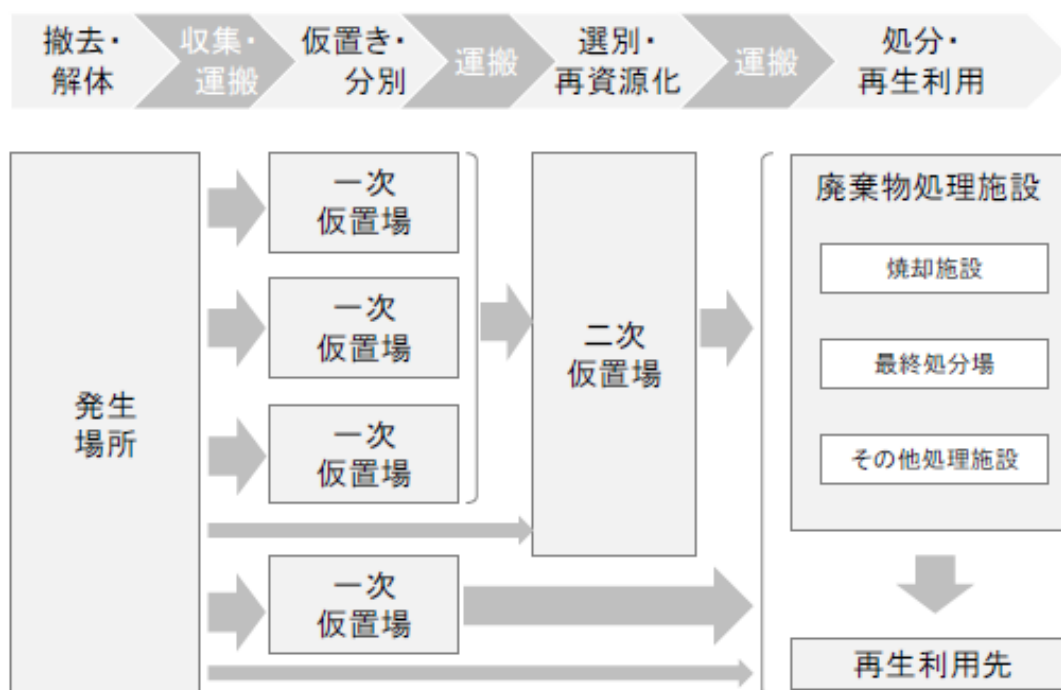 撤去・
解体
収集・
運搬
仮置き・
分別
運搬
選別・
再資源化
運搬
処分・
再生利用
発生
場所
一次
仮置場
一次
仮置場
一次
仮置場
一次
仮置場
二次
仮置場
廃棄物処理施設
焼却施設
最終処分場
その他処理施設
再生利用先